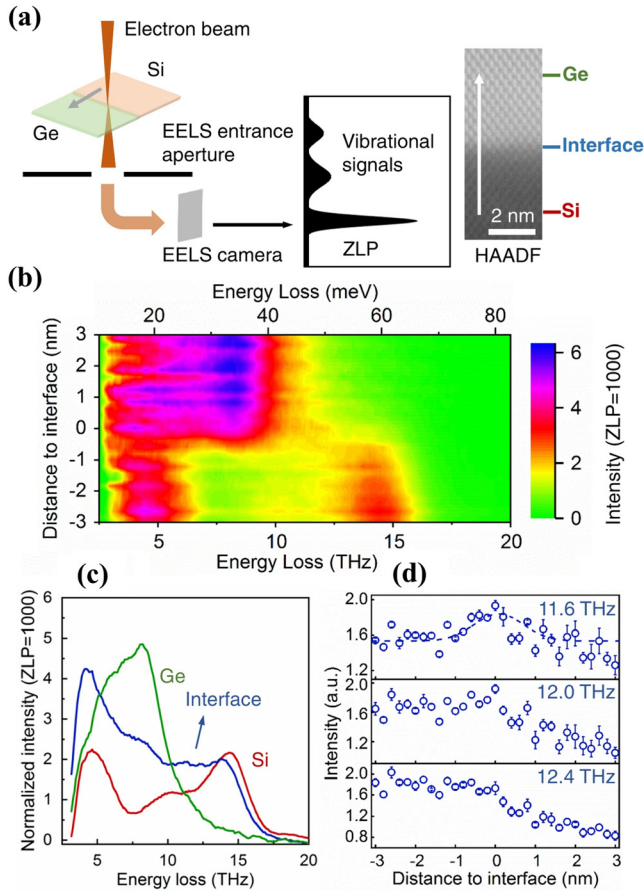 (a)
Electron beam
Si
Ge
EELS entrance
aperture
EELS camera
Vibrational
signals
ZLP
Ge
Interface
Si
2 nm
HAADF
(b)
Energy Loss (meV)
20 40 60 80
Distance to interface (nm)
3
2
1
0
-1
-2
-3
5 10 15 20
Energy Loss (THz)
6
4
2
0
Intensity (ZLP=1000)
(c)
Normalized intensity (ZLP=1000)
6
5
4
3
2
1
0
Ge
Interface
Si
5 10 15 20
Energy loss (THz)
(d)
Intensity (a.u.)
2.0
1.6
1.2
11.6 THz
2.0
1.6
1.2
12.0 THz
2.0
1.6
1.2
0.8
12.4 THz
-3 -2 -1 0 1 2 3
Distance to interface (nm)